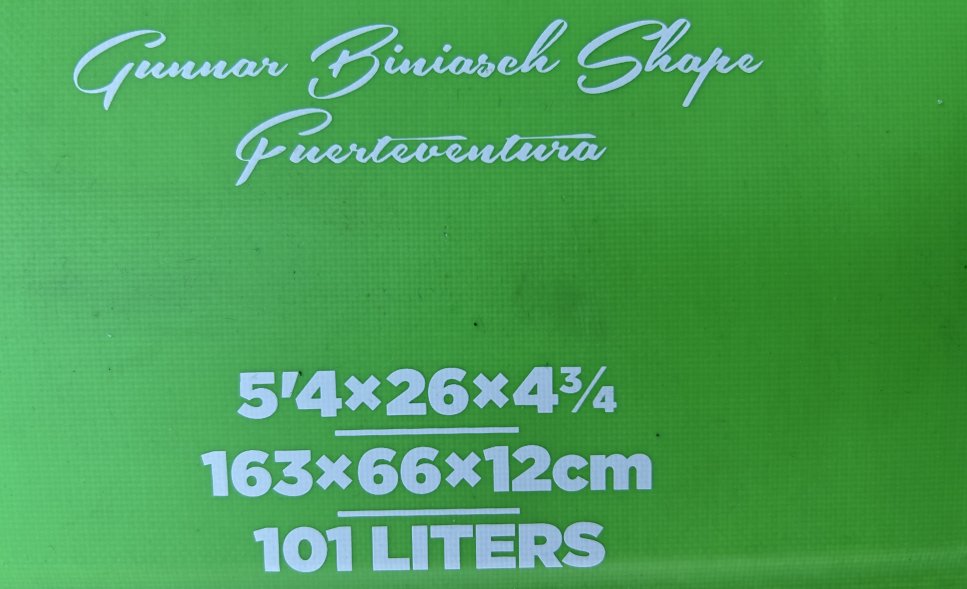 Gunnar Biniasch Shape
Fuerteventura
5'4×26×4¾
163×66×12cm
101 LITERS